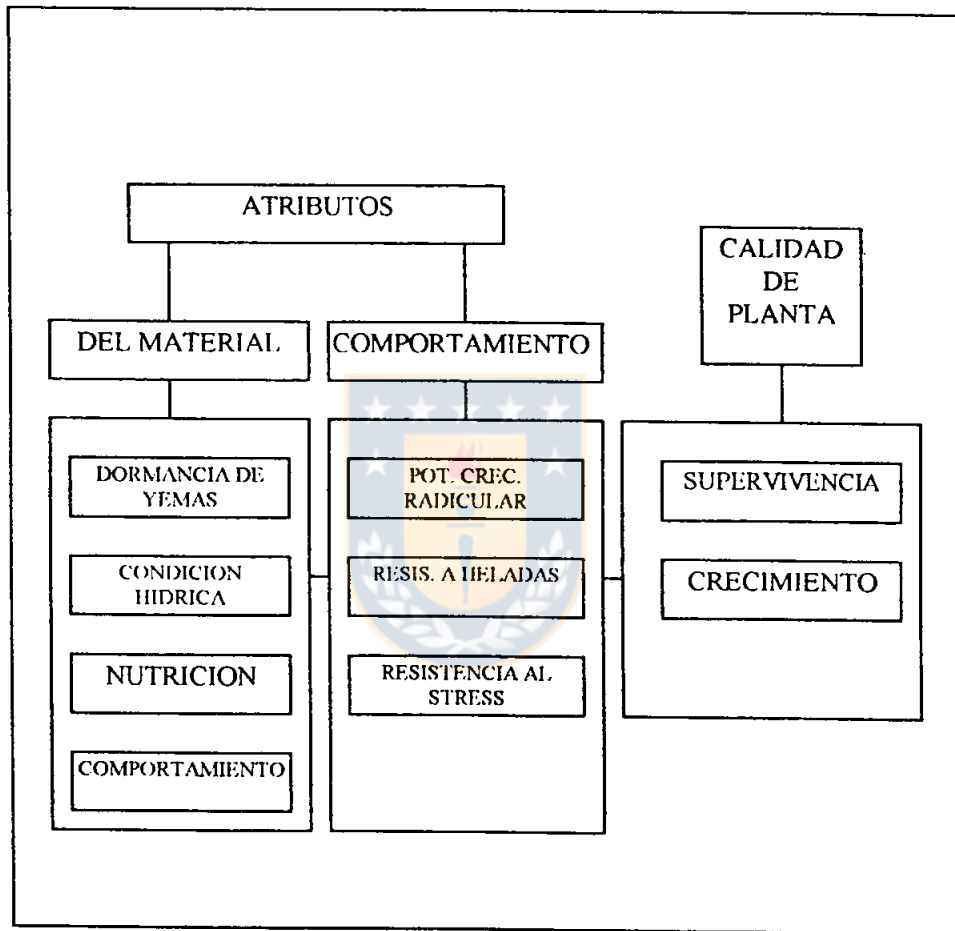 ATRIBUTOS
CALIDAD
DE
PLANTA
DEL MATERIAL
COMPORTAMIENTO
DORMANCIA DE
YEMAS
CONDICION
HIDRICA
NUTRICION
COMPORTAMIENTO
POT. CREC.
RADICULAR
RESIS. A HELADAS
RESISTENCIA AL
STRESS
SUPERVIVENCIA
CRECIMIENTO